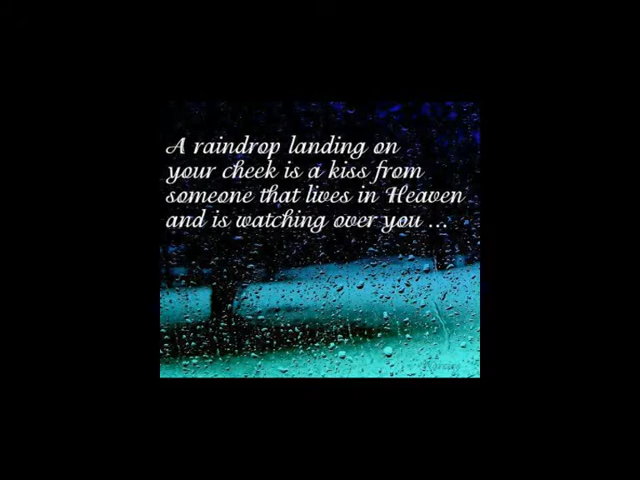 A raindrop landing on
your cheek is a kiss from
someone that lives in Heaven
and is watching over you ...